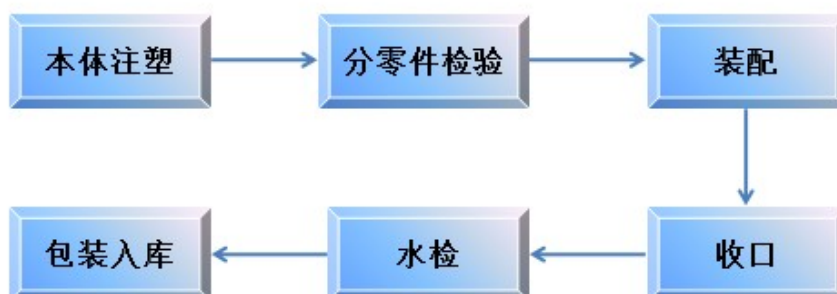 本体注塑
分零件检验
装配
收口
水检
包装入库